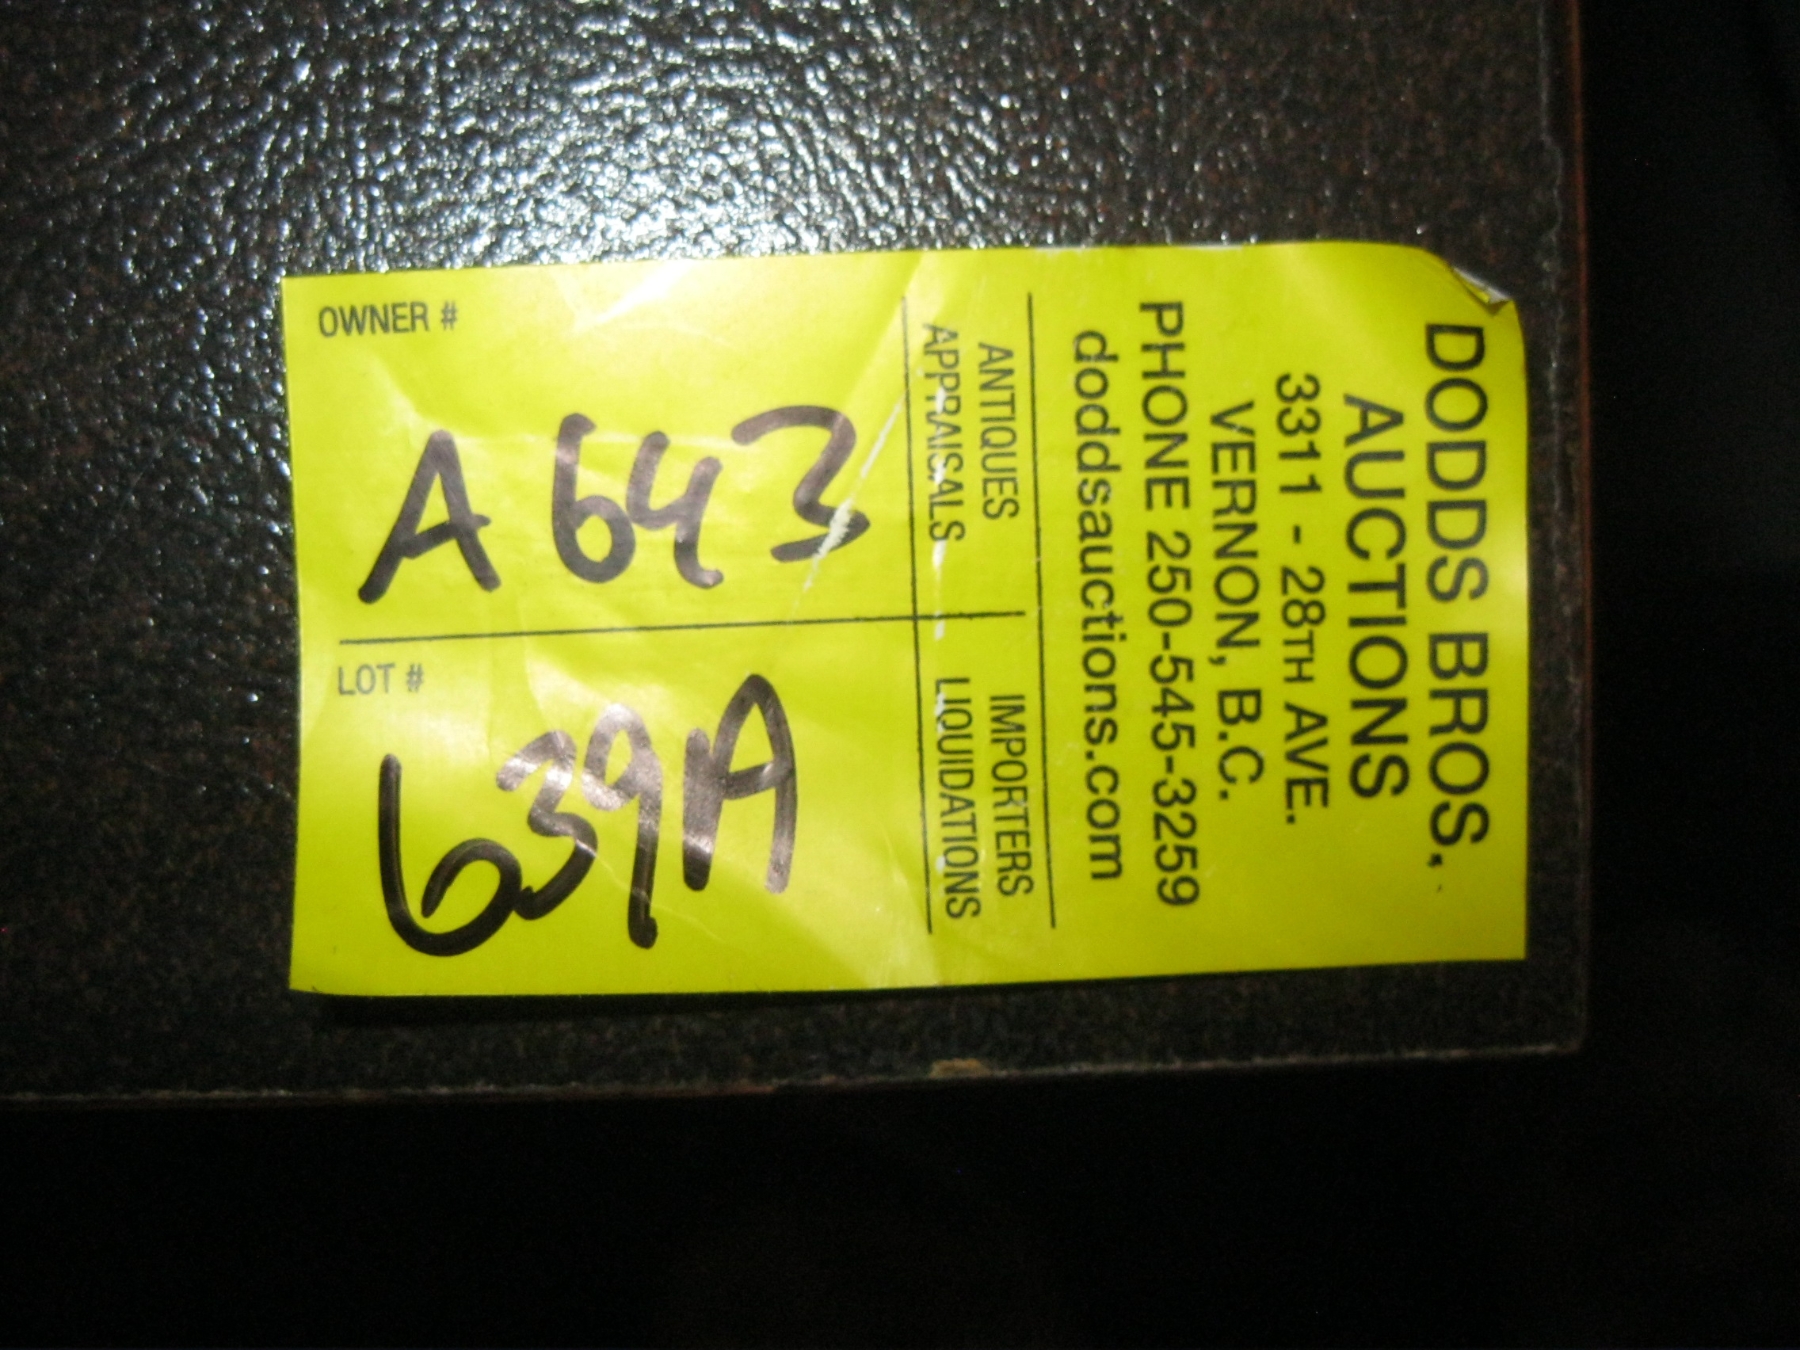 DODDS BROS.
AUCTIONS
3311 - 28TH AVE.
VERNON, B.C.
PHONE 250-545-3259
doddsauctions.com
ANTIQUES IMPORTERS
APPRAISALS LIQUIDATIONS
OWNER #
A643
LOT #
639A